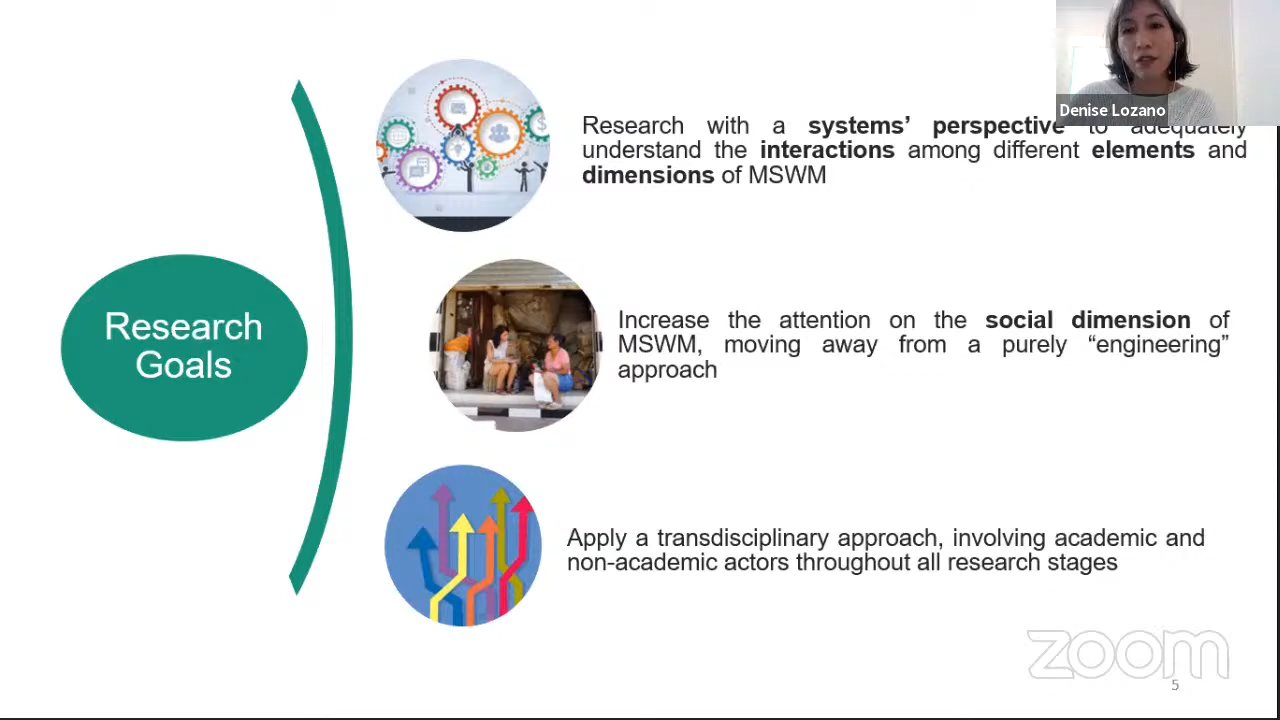 Denise Lozano
Research with a systems’ perspective to adequately
understand the interactions among different elements and
dimensions of MSWM
Research
Goals
Increase the attention on the social dimension of
MSWM, moving away from a purely “engineering”
approach
Apply a transdisciplinary approach, involving academic and
non-academic actors throughout all research stages
zoom
5